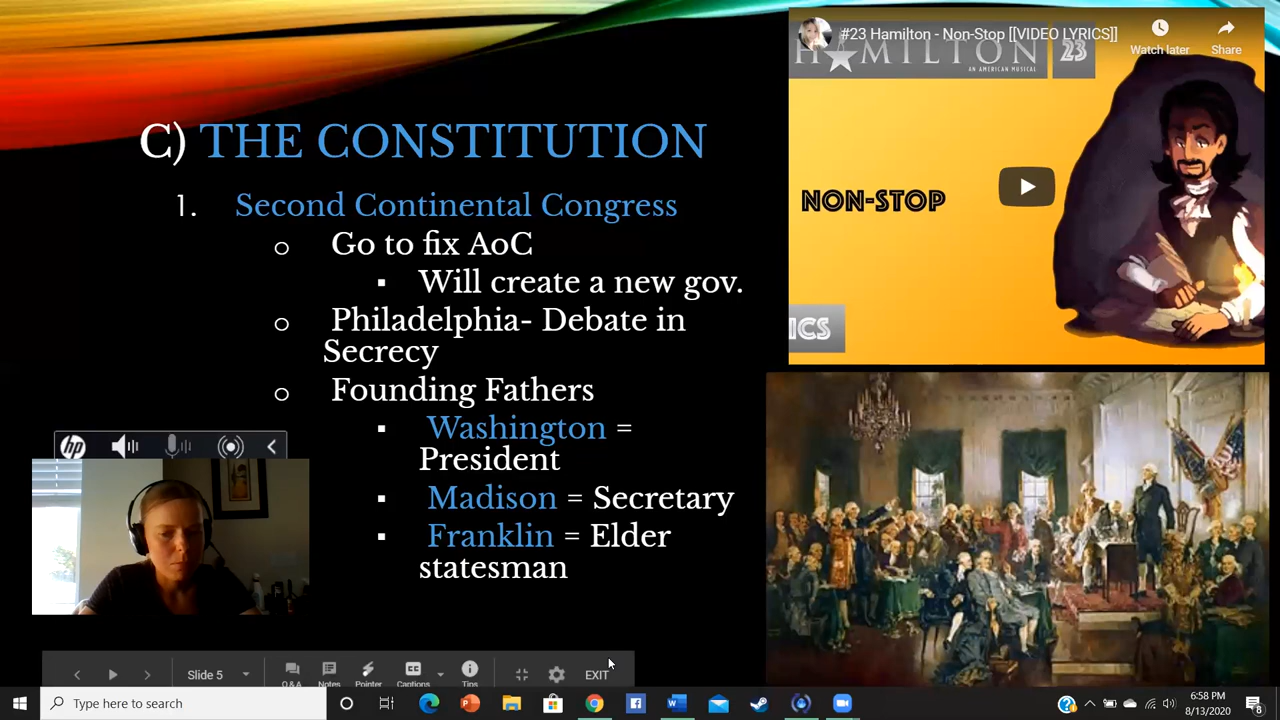 #23 Hamilton - Non-Stop [[VIDEO LYRICS]]
Watch later
Share
HAMILTON
AN AMERICAN MUSICAL
23
NON-STOP
ICS
C) THE CONSTITUTION
1. Second Continental Congress
o Go to fix AoC
▪ Will create a new gov.
o Philadelphia- Debate in
Secrecy
o Founding Fathers
▪ Washington =
President
▪ Madison = Secretary
▪ Franklin = Elder
statesman
hp
Slide 5
Q&A
Notes
Pointer
Captions
Tips
EXIT
Type here to search
6:58 PM
8/13/2020
8